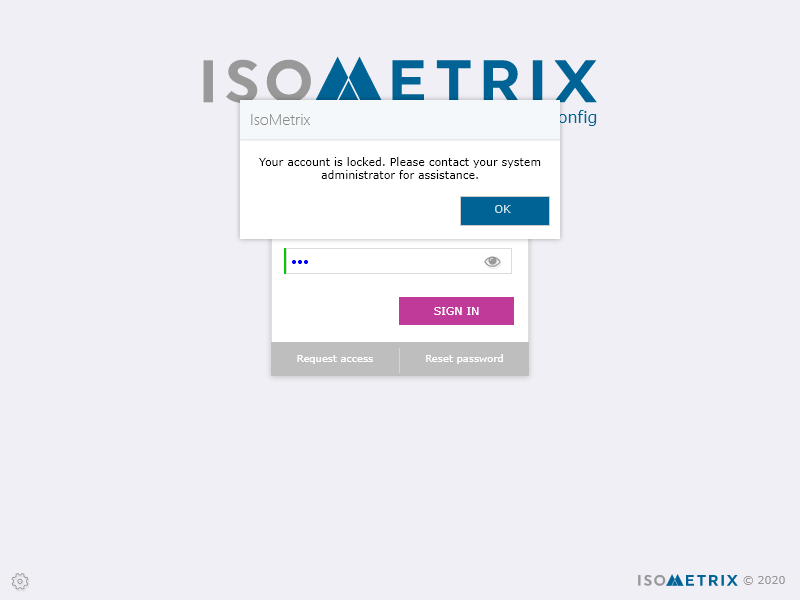 ISOMETRIX
onfig
IsoMetrix
Your account is locked. Please contact your system
administrator for assistance.
OK
•••
SIGN IN
Request access
Reset password
ISOMETRIX © 2020